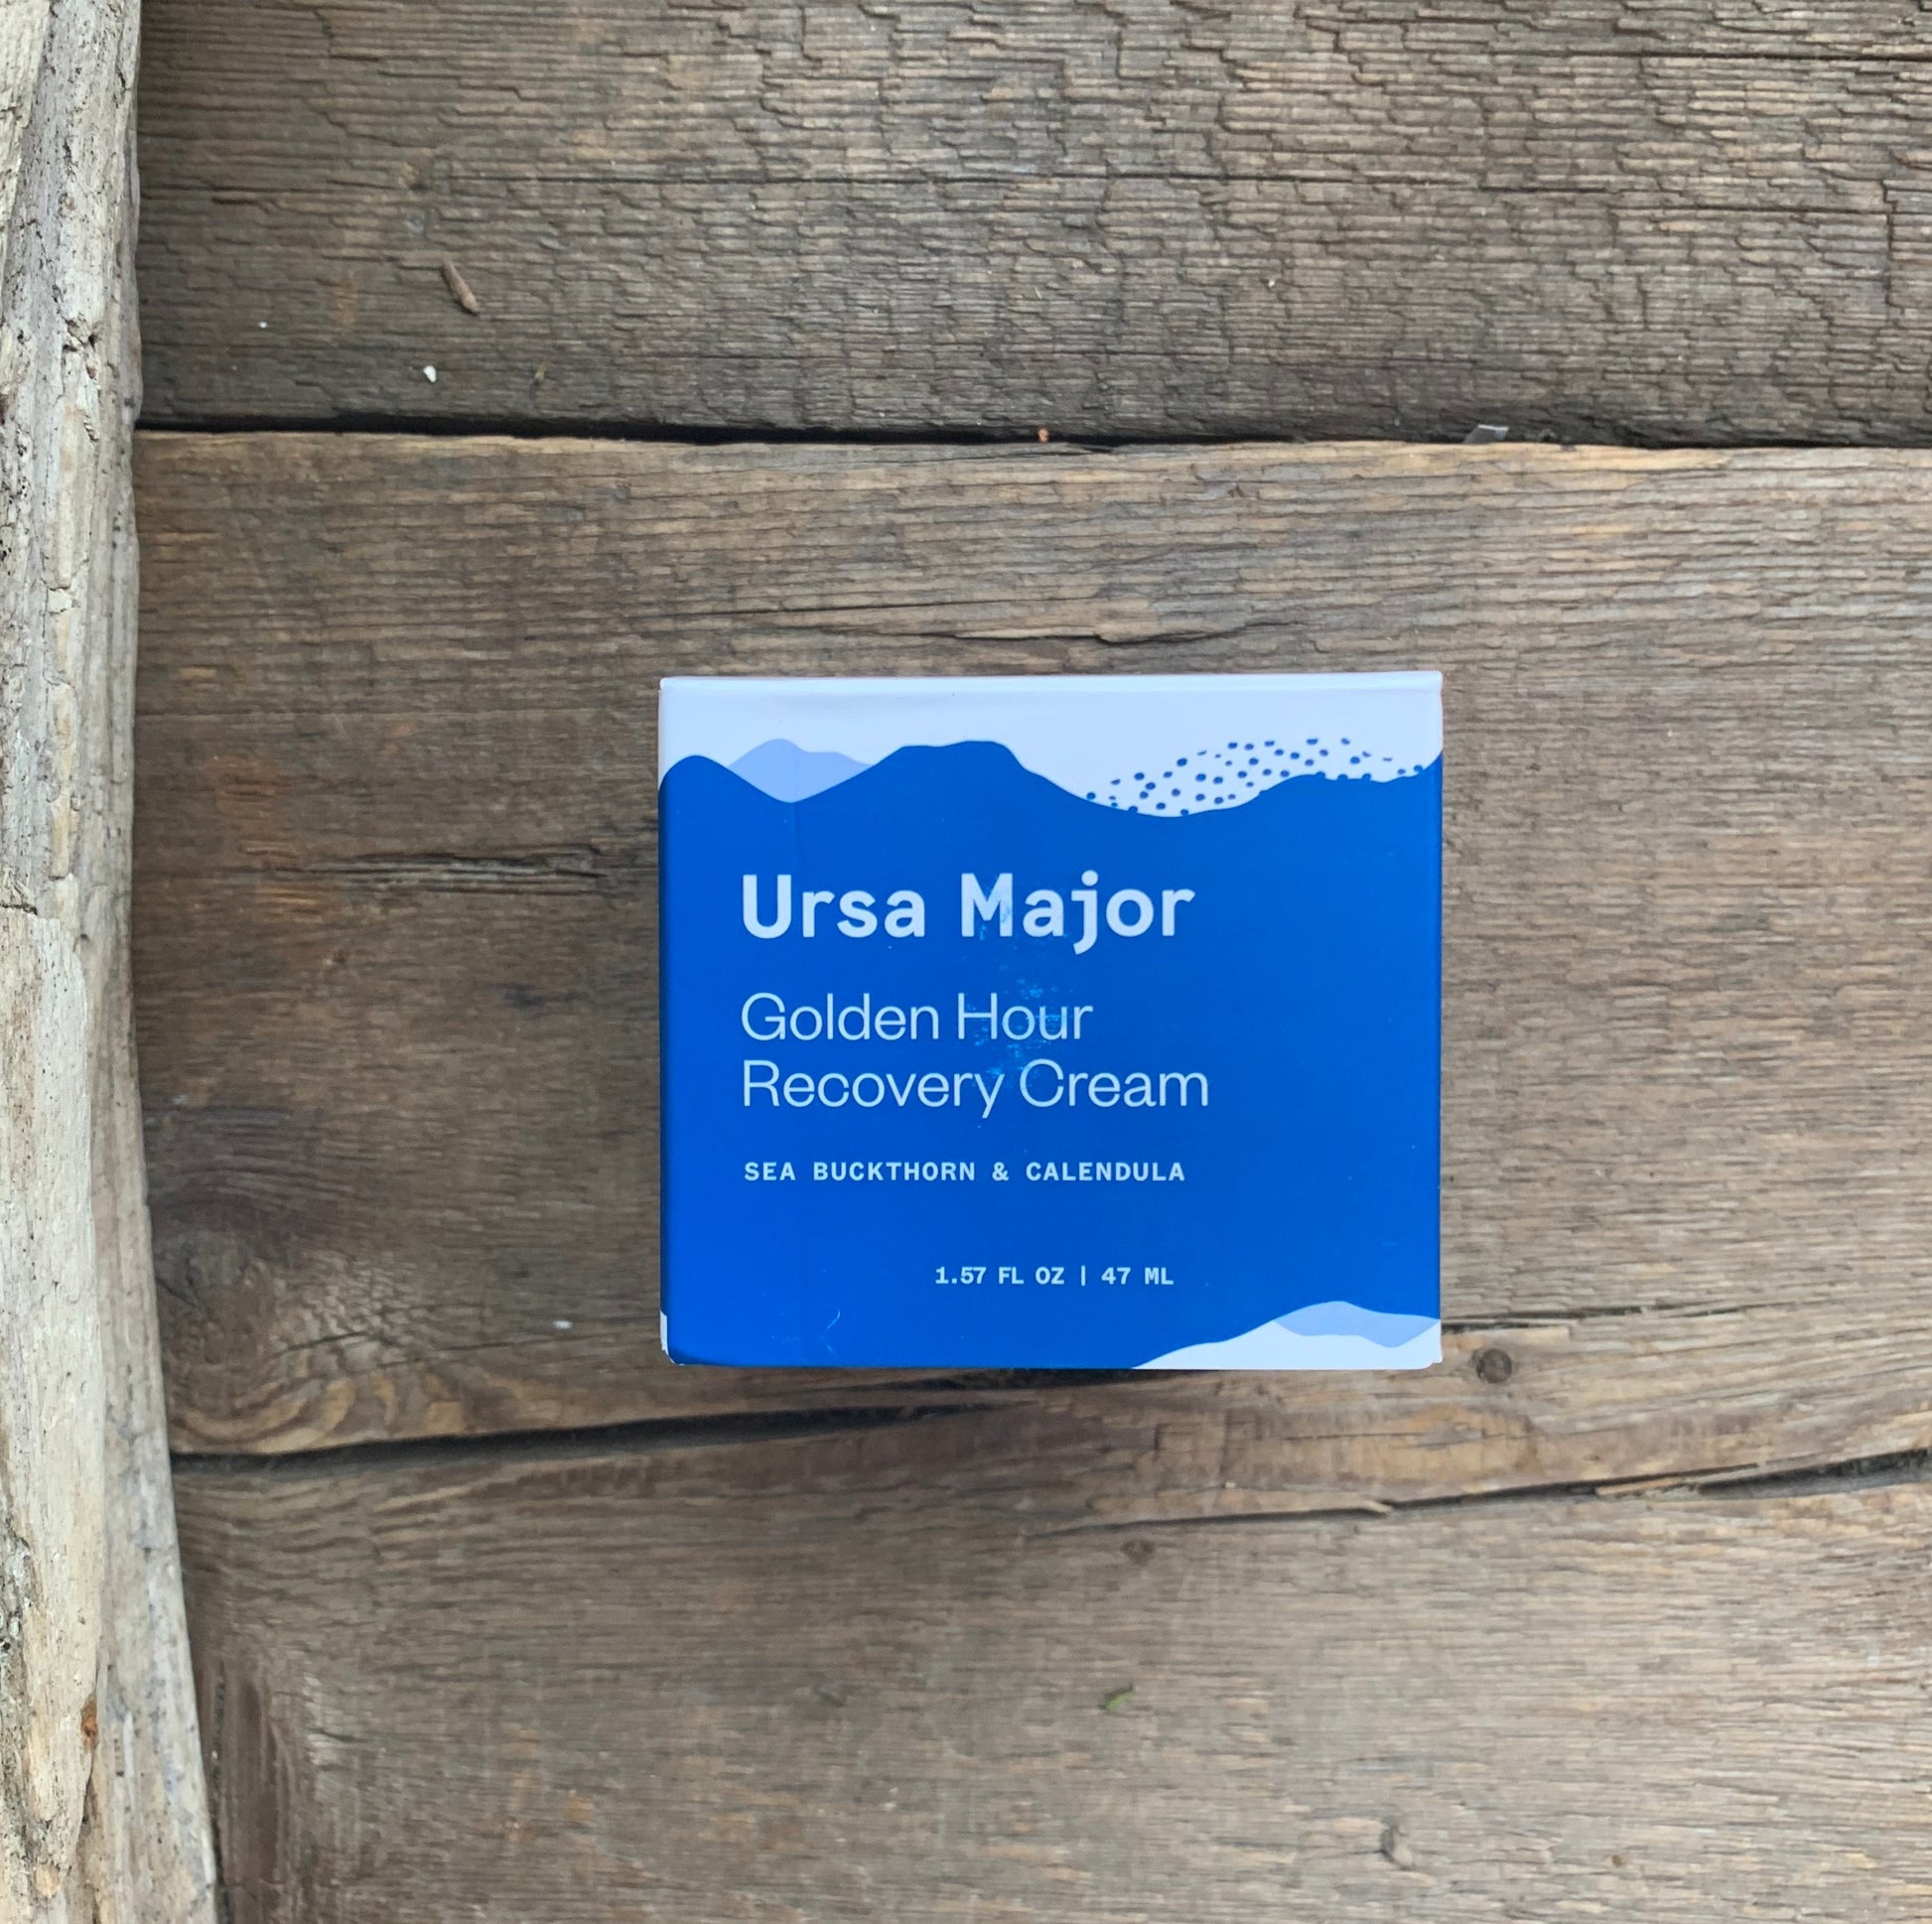 Ursa Major
Golden Hour
Recovery Cream
SEA BUCKTHORN & CALENDULA
1.57 FL OZ | 47 ML